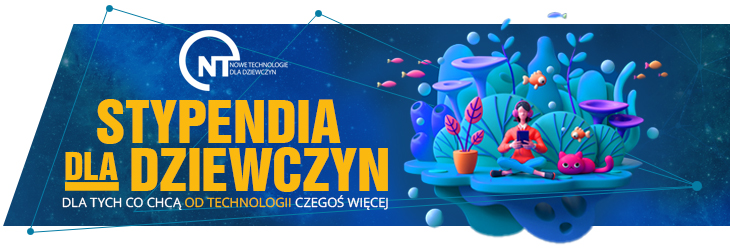 NT
NOWE TECHNOLOGIE
DLA DZIEWCZYN
STYPENDIA
DLA DZIEWCZYN
DLA TYCH CO CHCĄ OD TECHNOLOGII CZEGOŚ WIĘCEJ